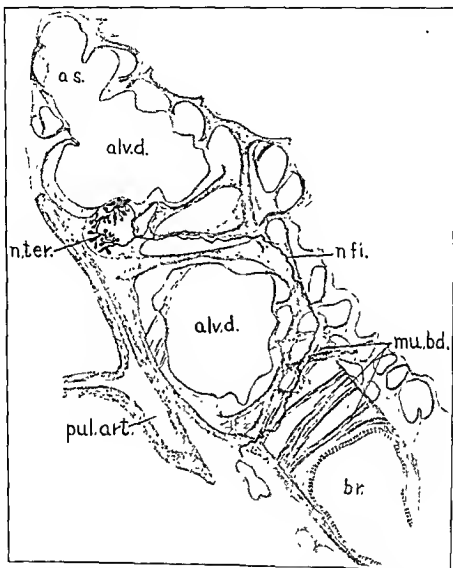 a.s.
alv.d.
n.ter.
n.fi.
alv.d.
mu.bd.
pul.art.
br.